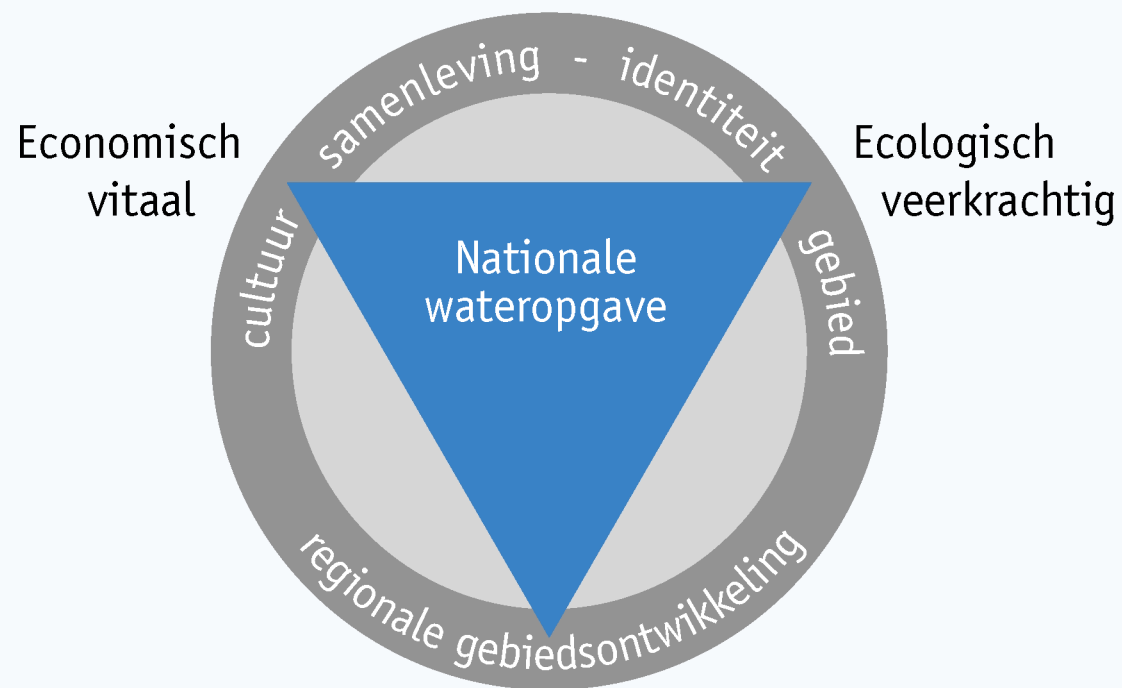 samenleving - identiteit
Economisch
vitaal
Ecologisch
veerkrachtig
cultuur
gebied
Nationale
wateropgave
regionale gebiedsontwikkeling